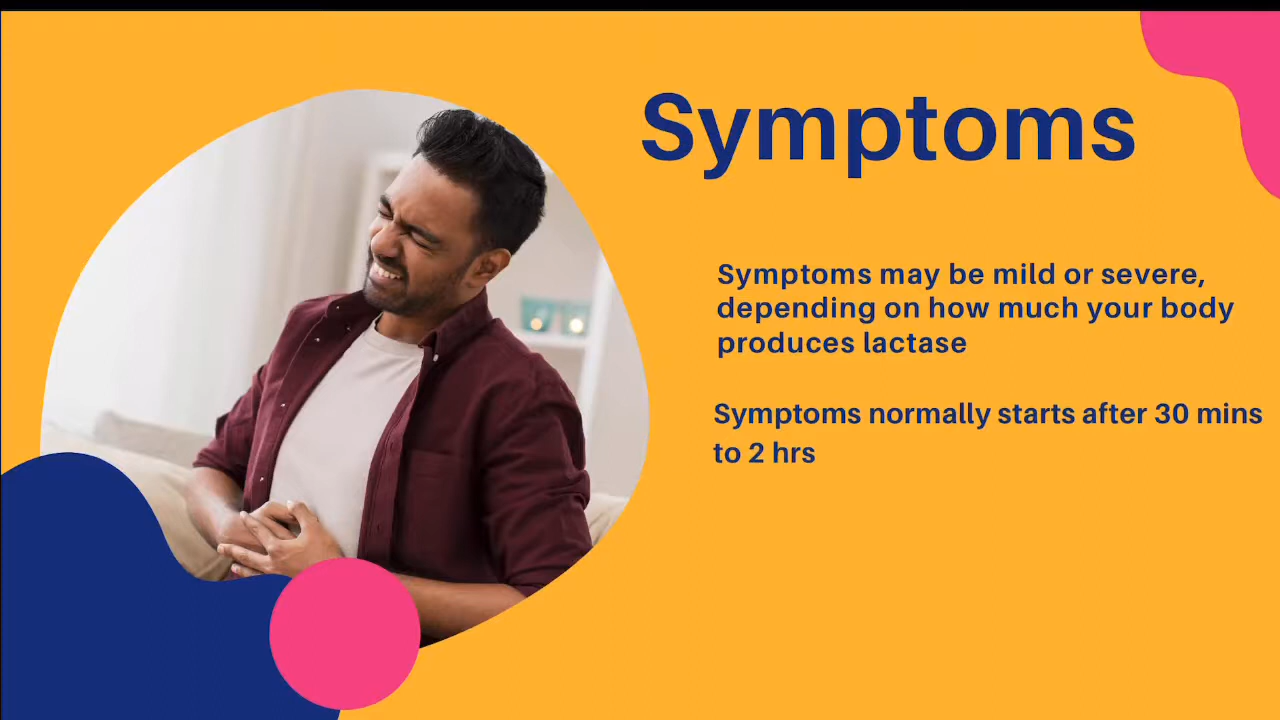 Symptoms
Symptoms may be mild or severe,
depending on how much your body
produces lactase
Symptoms normally starts after 30 mins
to 2 hrs